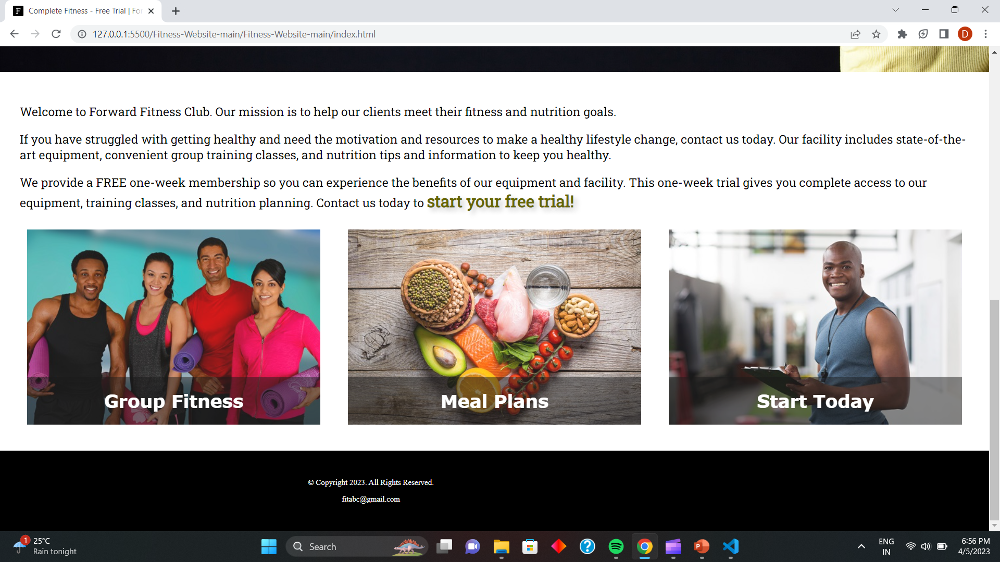 F Complete Fitness - Free Trial | For
127.0.0.1:5500/Fitness-Website-main/Fitness-Website-main/index.html
D
Welcome to Forward Fitness Club. Our mission is to help our clients meet their fitness and nutrition goals.
If you have struggled with getting healthy and need the motivation and resources to make a healthy lifestyle change, contact us today. Our facility includes state-of-the-
art equipment, convenient group training classes, and nutrition tips and information to keep you healthy.
We provide a FREE one-week membership so you can experience the benefits of our equipment and facility. This one-week trial gives you complete access to our
equipment, training classes, and nutrition planning. Contact us today to start your free trial!
Group Fitness
Meal Plans
Start Today
© Copyright 2023. All Rights Reserved.
fitabc@gmail.com
1
25°C
Rain tonight
Search
?
P
ENG
IN
6:56 PM
4/5/2023